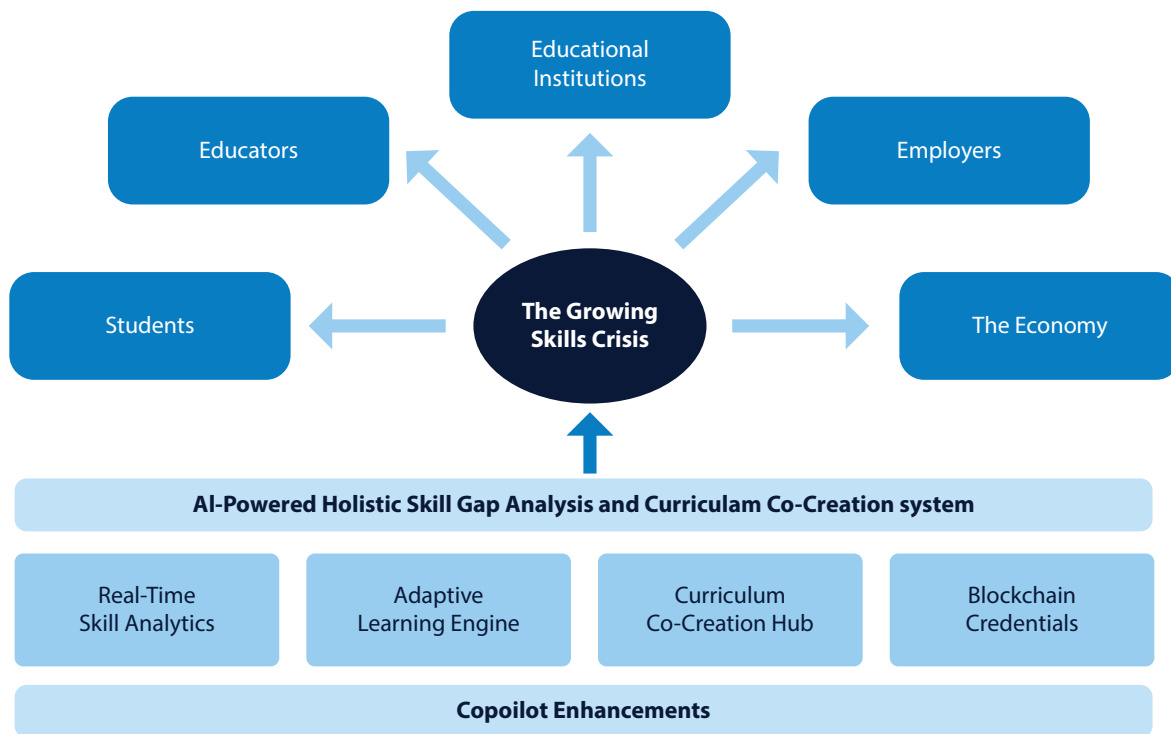 Educational
Institutions
Educators
Employers
Students
The Growing
Skills Crisis
The Economy
Al-Powered Holistic Skill Gap Analysis and Curriculam Co-Creation system
Real-Time
Skill Analytics
Adaptive
Learning Engine
Curriculum
Co-Creation Hub
Blockchain
Credentials
Copoilot Enhancements